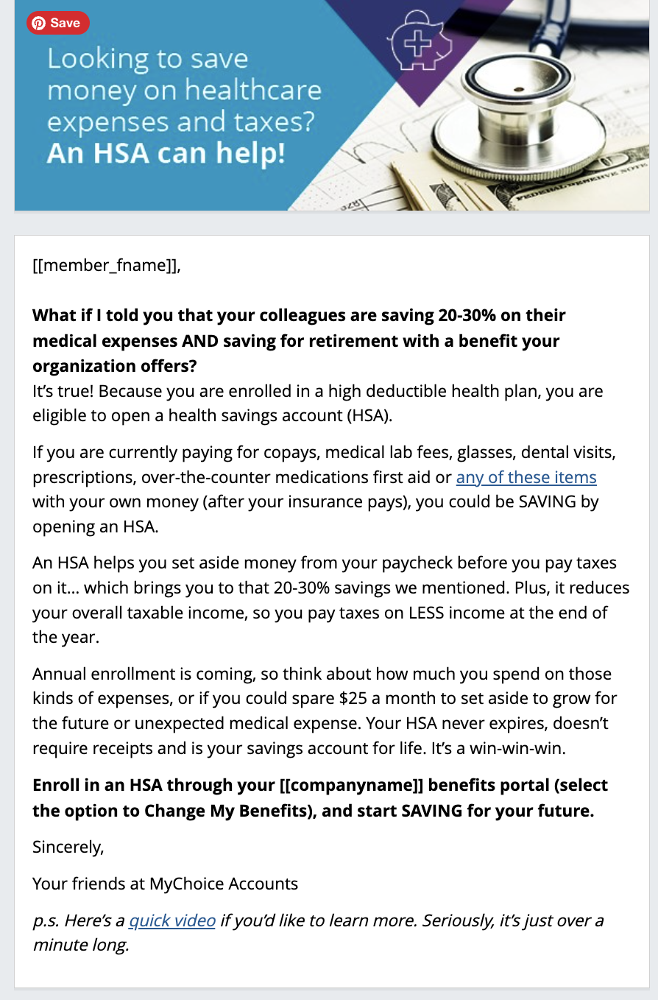 Save
Looking to save
money on healthcare
expenses and taxes?
An HSA can help!
FEDERAL RESERVE NOTE
[[member_fname]],
What if I told you that your colleagues are saving 20-30% on their
medical expenses AND saving for retirement with a benefit your
organization offers?
It’s true! Because you are enrolled in a high deductible health plan, you are
eligible to open a health savings account (HSA).
If you are currently paying for copays, medical lab fees, glasses, dental visits,
prescriptions, over-the-counter medications first aid or any of these items
with your own money (after your insurance pays), you could be SAVING by
opening an HSA.
An HSA helps you set aside money from your paycheck before you pay taxes
on it... which brings you to that 20-30% savings we mentioned. Plus, it reduces
your overall taxable income, so you pay taxes on LESS income at the end of
the year.
Annual enrollment is coming, so think about how much you spend on those
kinds of expenses, or if you could spare $25 a month to set aside to grow for
the future or unexpected medical expense. Your HSA never expires, doesn’t
require receipts and is your savings account for life. It’s a win-win-win.
Enroll in an HSA through your [[companyname]] benefits portal (select
the option to Change My Benefits), and start SAVING for your future.
Sincerely,
Your friends at MyChoice Accounts
p.s. Here’s a quick video if you’d like to learn more. Seriously, it’s just over a
minute long.